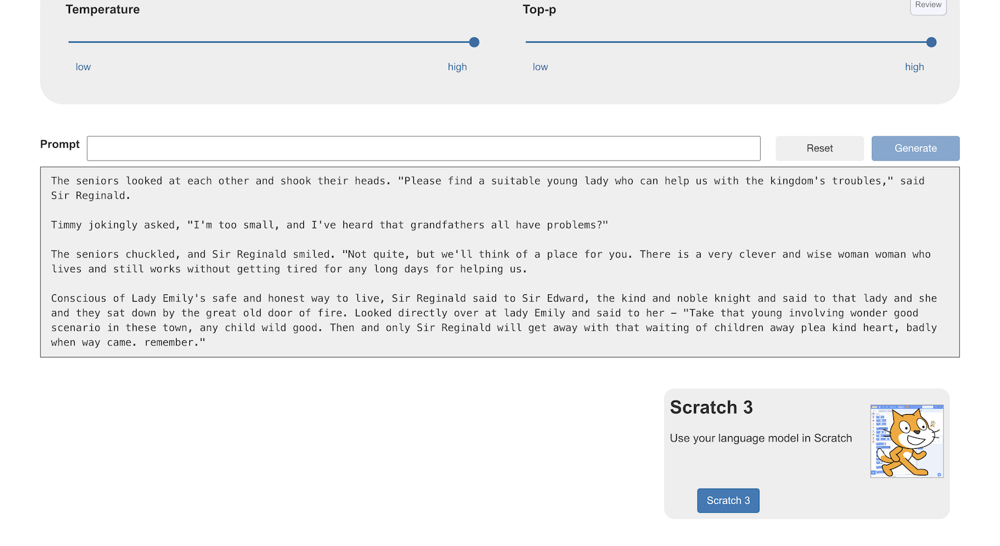 Temperature
Top-p
Review
low
high
low
high
Prompt
Reset
Generate
The seniors looked at each other and shook their heads. "Please find a suitable young lady who can help us with the kingdom's troubles," said
Sir Reginald.
Timmy jokingly asked, "I'm too small, and I've heard that grandfathers all have problems?"
The seniors chuckled, and Sir Reginald smiled. "Not quite, but we'll think of a place for you. There is a very clever and wise woman woman who
lives and still works without getting tired for any long days for helping us.
Conscious of Lady Emily's safe and honest way to live, Sir Reginald said to Sir Edward, the kind and noble knight and said to that lady and she
and they sat down by the great old door of fire. Looked directly over at lady Emily and said to her – "Take that young involving wonder good
scenario in these town, any child wild good. Then and only Sir Reginald will get away with that waiting of children away plea kind heart, badly
when way came. remember."
Scratch 3
Use your language model in Scratch
Scratch 3